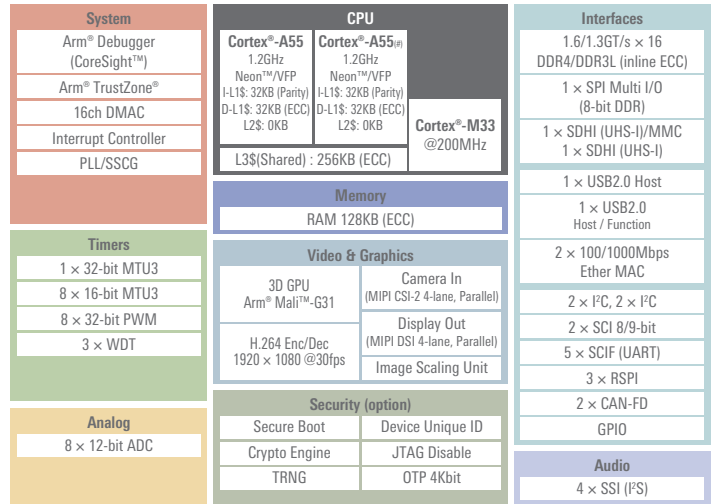 System
Arm® Debugger
(CoreSight™)
Arm® TrustZone®
16ch DMAC
Interrupt Controller
PLL/SSCG
Timers
1 × 32-bit MTU3
8 × 16-bit MTU3
8 × 32-bit PWM
3 × WDT
Analog
8 × 12-bit ADC
CPU
Cortex®-A55
1.2GHz
Neon™/VFP
I-L1$: 32KB (Parity)
D-L1$: 32KB (ECC)
L2$: 0KB
Cortex®-A55(#)
1.2GHz
Neon™/VFP
I-L1$: 32KB (Parity)
D-L1$: 32KB (ECC)
L2$: 0KB
L3$(Shared) : 256KB (ECC)
Cortex®-M33
@200MHz
Memory
RAM 128KB (ECC)
Video & Graphics
3D GPU
Arm® Mali™-G31
H.264 Enc/Dec
1920 × 1080 @30fps
Camera In
(MIPI CSI-2 4-lane, Parallel)
Display Out
(MIPI DSI 4-lane, Parallel)
Image Scaling Unit
Security (option)
Secure Boot
Device Unique ID
Crypto Engine
JTAG Disable
TRNG
OTP 4Kbit
Interfaces
1.6/1.3GT/s × 16
DDR4/DDR3L (inline ECC)
1 × SPI Multi I/O
(8-bit DDR)
1 × SDHI (UHS-I)/MMC
1 × SDHI (UHS-I)
1 × USB2.0 Host
1 × USB2.0
Host / Function
2 × 100/1000Mbps
Ether MAC
2 × I²C, 2 × I²C
2 × SCI 8/9-bit
5 × SCIF (UART)
3 × RSPI
2 × CAN-FD
GPIO
Audio
4 × SSI (I²S)